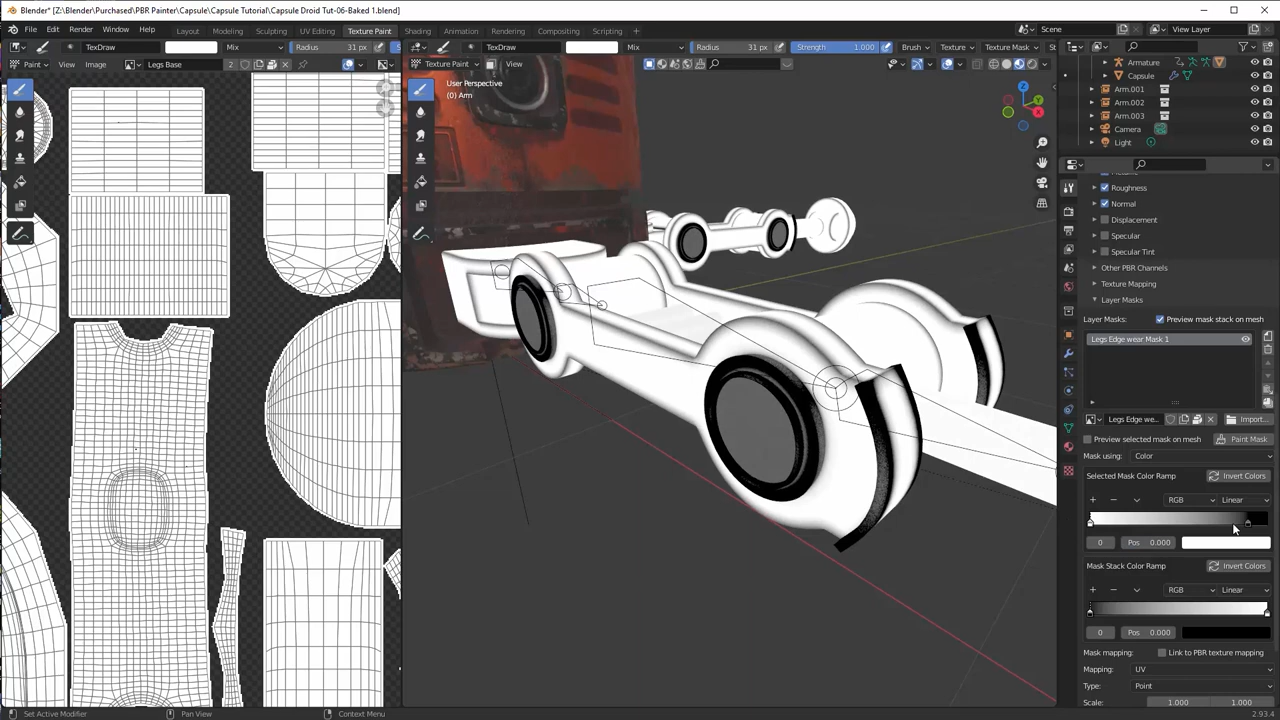 Blender* [Z:\Blender\Purchased\PBR Painter\Capsule\Capsule Tutorial\Capsule Droid Tut-06-Baked 1.blend]
File Edit Render Window Help Layout Modeling Sculpting UV Editing Texture Paint Shading Animation Rendering Compositing Scripting + Scene View Layer
TexDraw Mix Radius 31 px TexDraw Mix Radius 31 px Strength 1.000 Brush Texture Texture Mask
Paint View Image Legs Base 2 Texture Paint View
User Perspective
(0) Arm
Armature
Capsule
Arm.001
Arm.002
Arm.003
Camera
Light
Roughness
Normal
Displacement
Specular
Specular Tint
Other PBR Channels
Texture Mapping
Layer Masks
Layer Masks: Preview mask stack on mesh
Legs Edge wear Mask 1
Legs Edge we... Import...
Preview selected mask on mesh Paint Mask
Mask using: Color
Selected Mask Color Ramp Invert Colors
RGB Linear
0 Pos 0.000
Mask Stack Color Ramp Invert Colors
RGB Linear
0 Pos 0.000
Mask mapping: Link to PBR texture mapping
Mapping: UV
Type: Point
Scale: 1.000 1.000
Set Active Modifier Pan View Context Menu 2.93.4